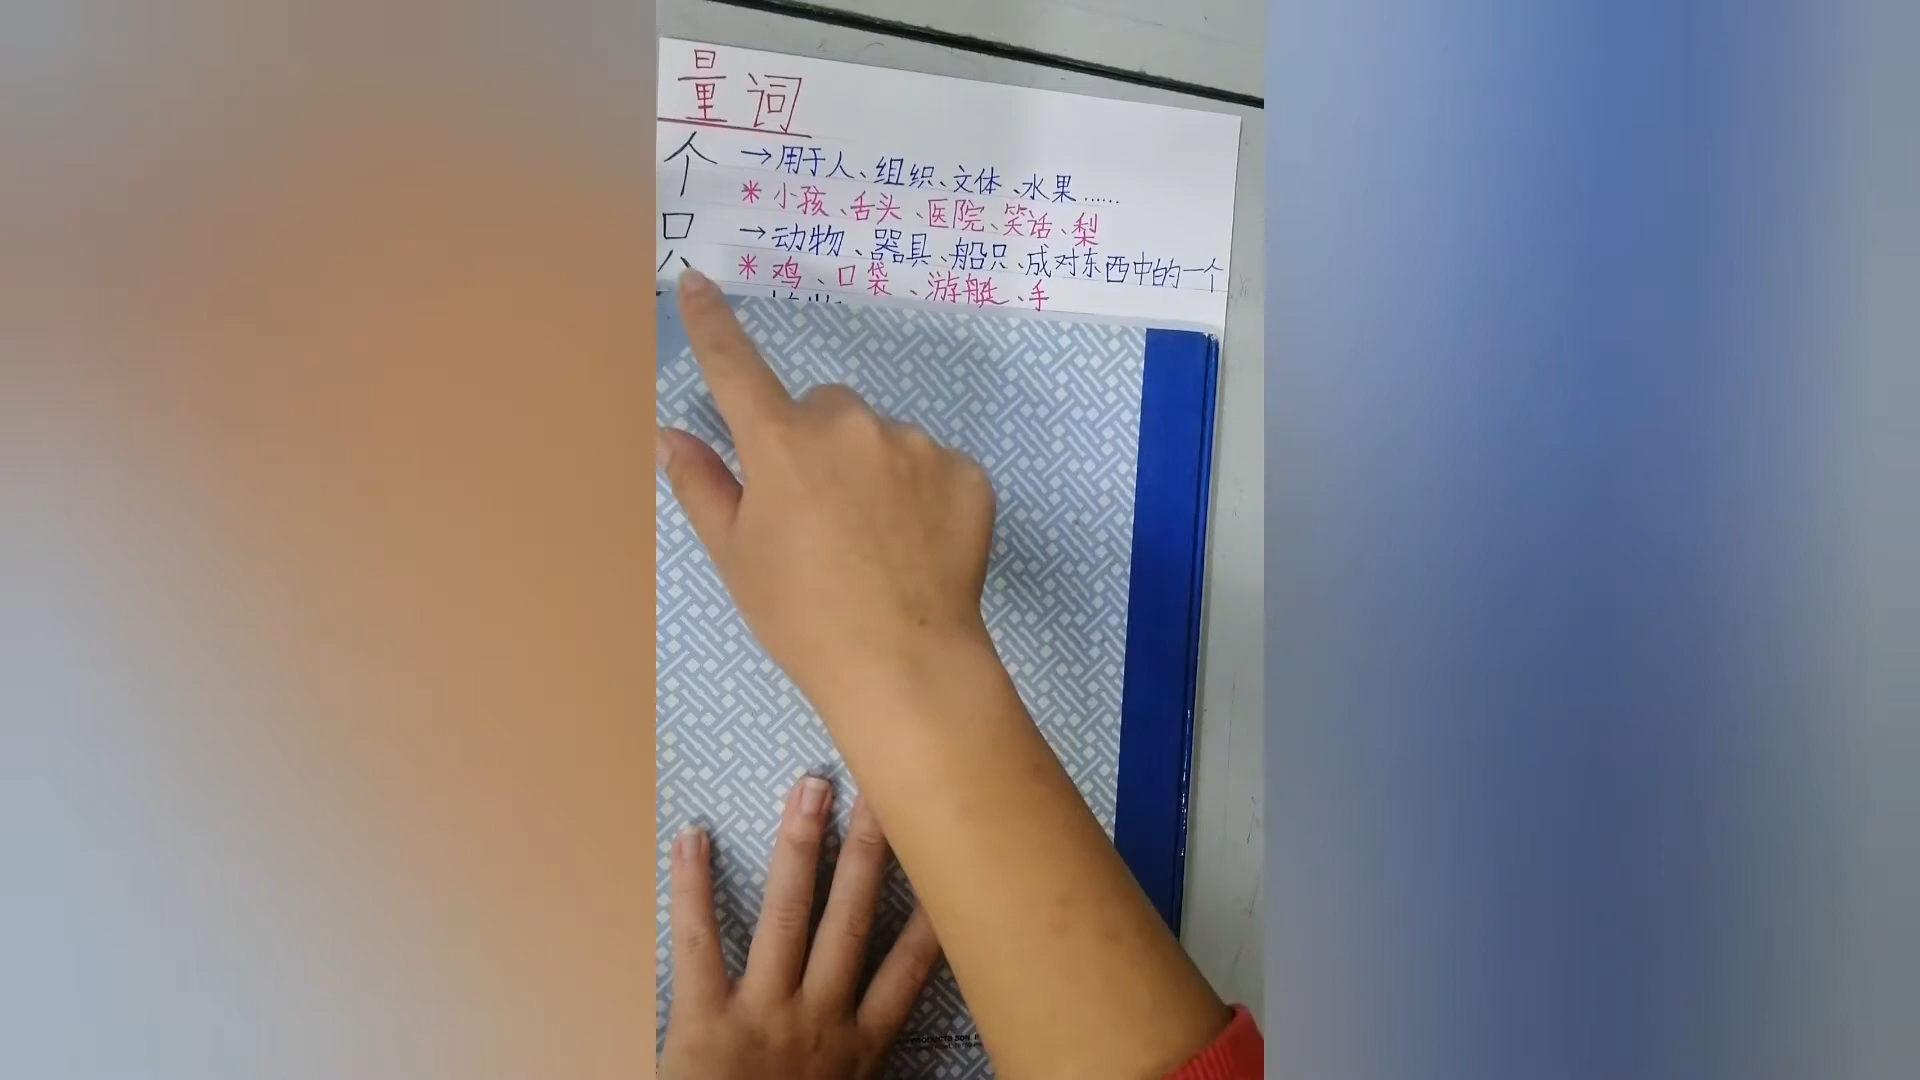 量词
个 →用于人、组织、文体、水果……
* 小孩、舌头、医院、笑话、梨
只 →动物、器具、船只、成对东西中的一个
* 鸡、口袋、游艇、手
PRODUCTS SDN. B